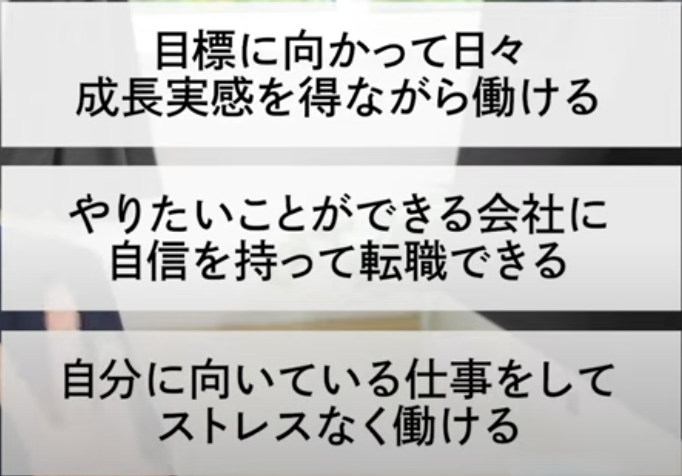 目標に向かって日々
成長実感を得ながら働ける
やりたいことができる会社に
自信を持って転職できる
自分に向いている仕事をして
ストレスなく働ける